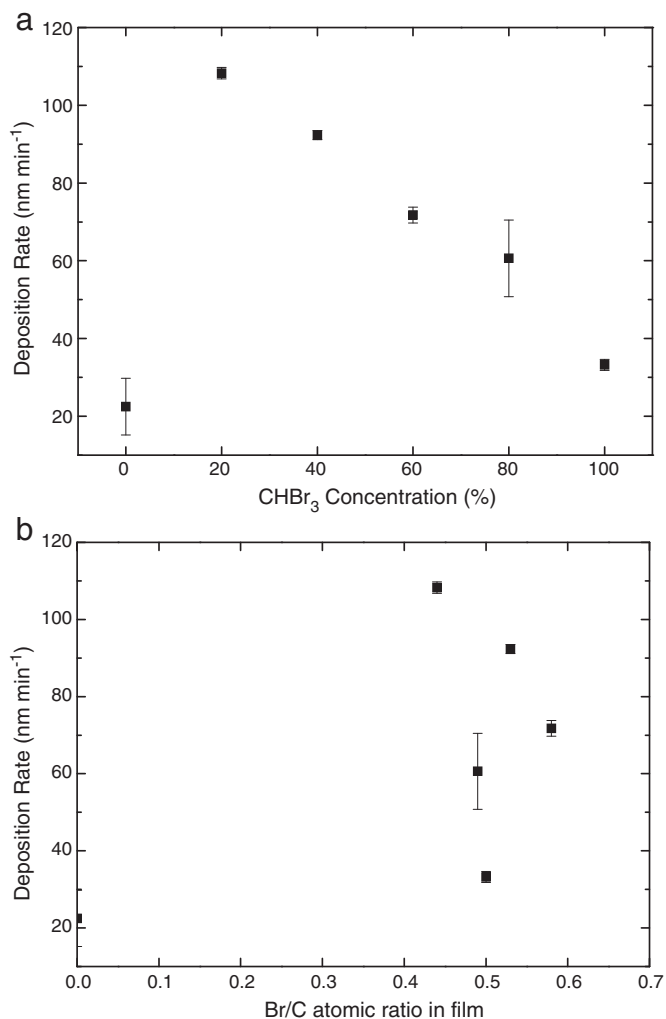 a
120
100
80
60
40
20
Deposition Rate (nm min⁻¹)
0 20 40 60 80 100
CHBr₃ Concentration (%)
b
120
100
80
60
40
20
Deposition Rate (nm min⁻¹)
0.0 0.1 0.2 0.3 0.4 0.5 0.6 0.7
Br/C atomic ratio in film